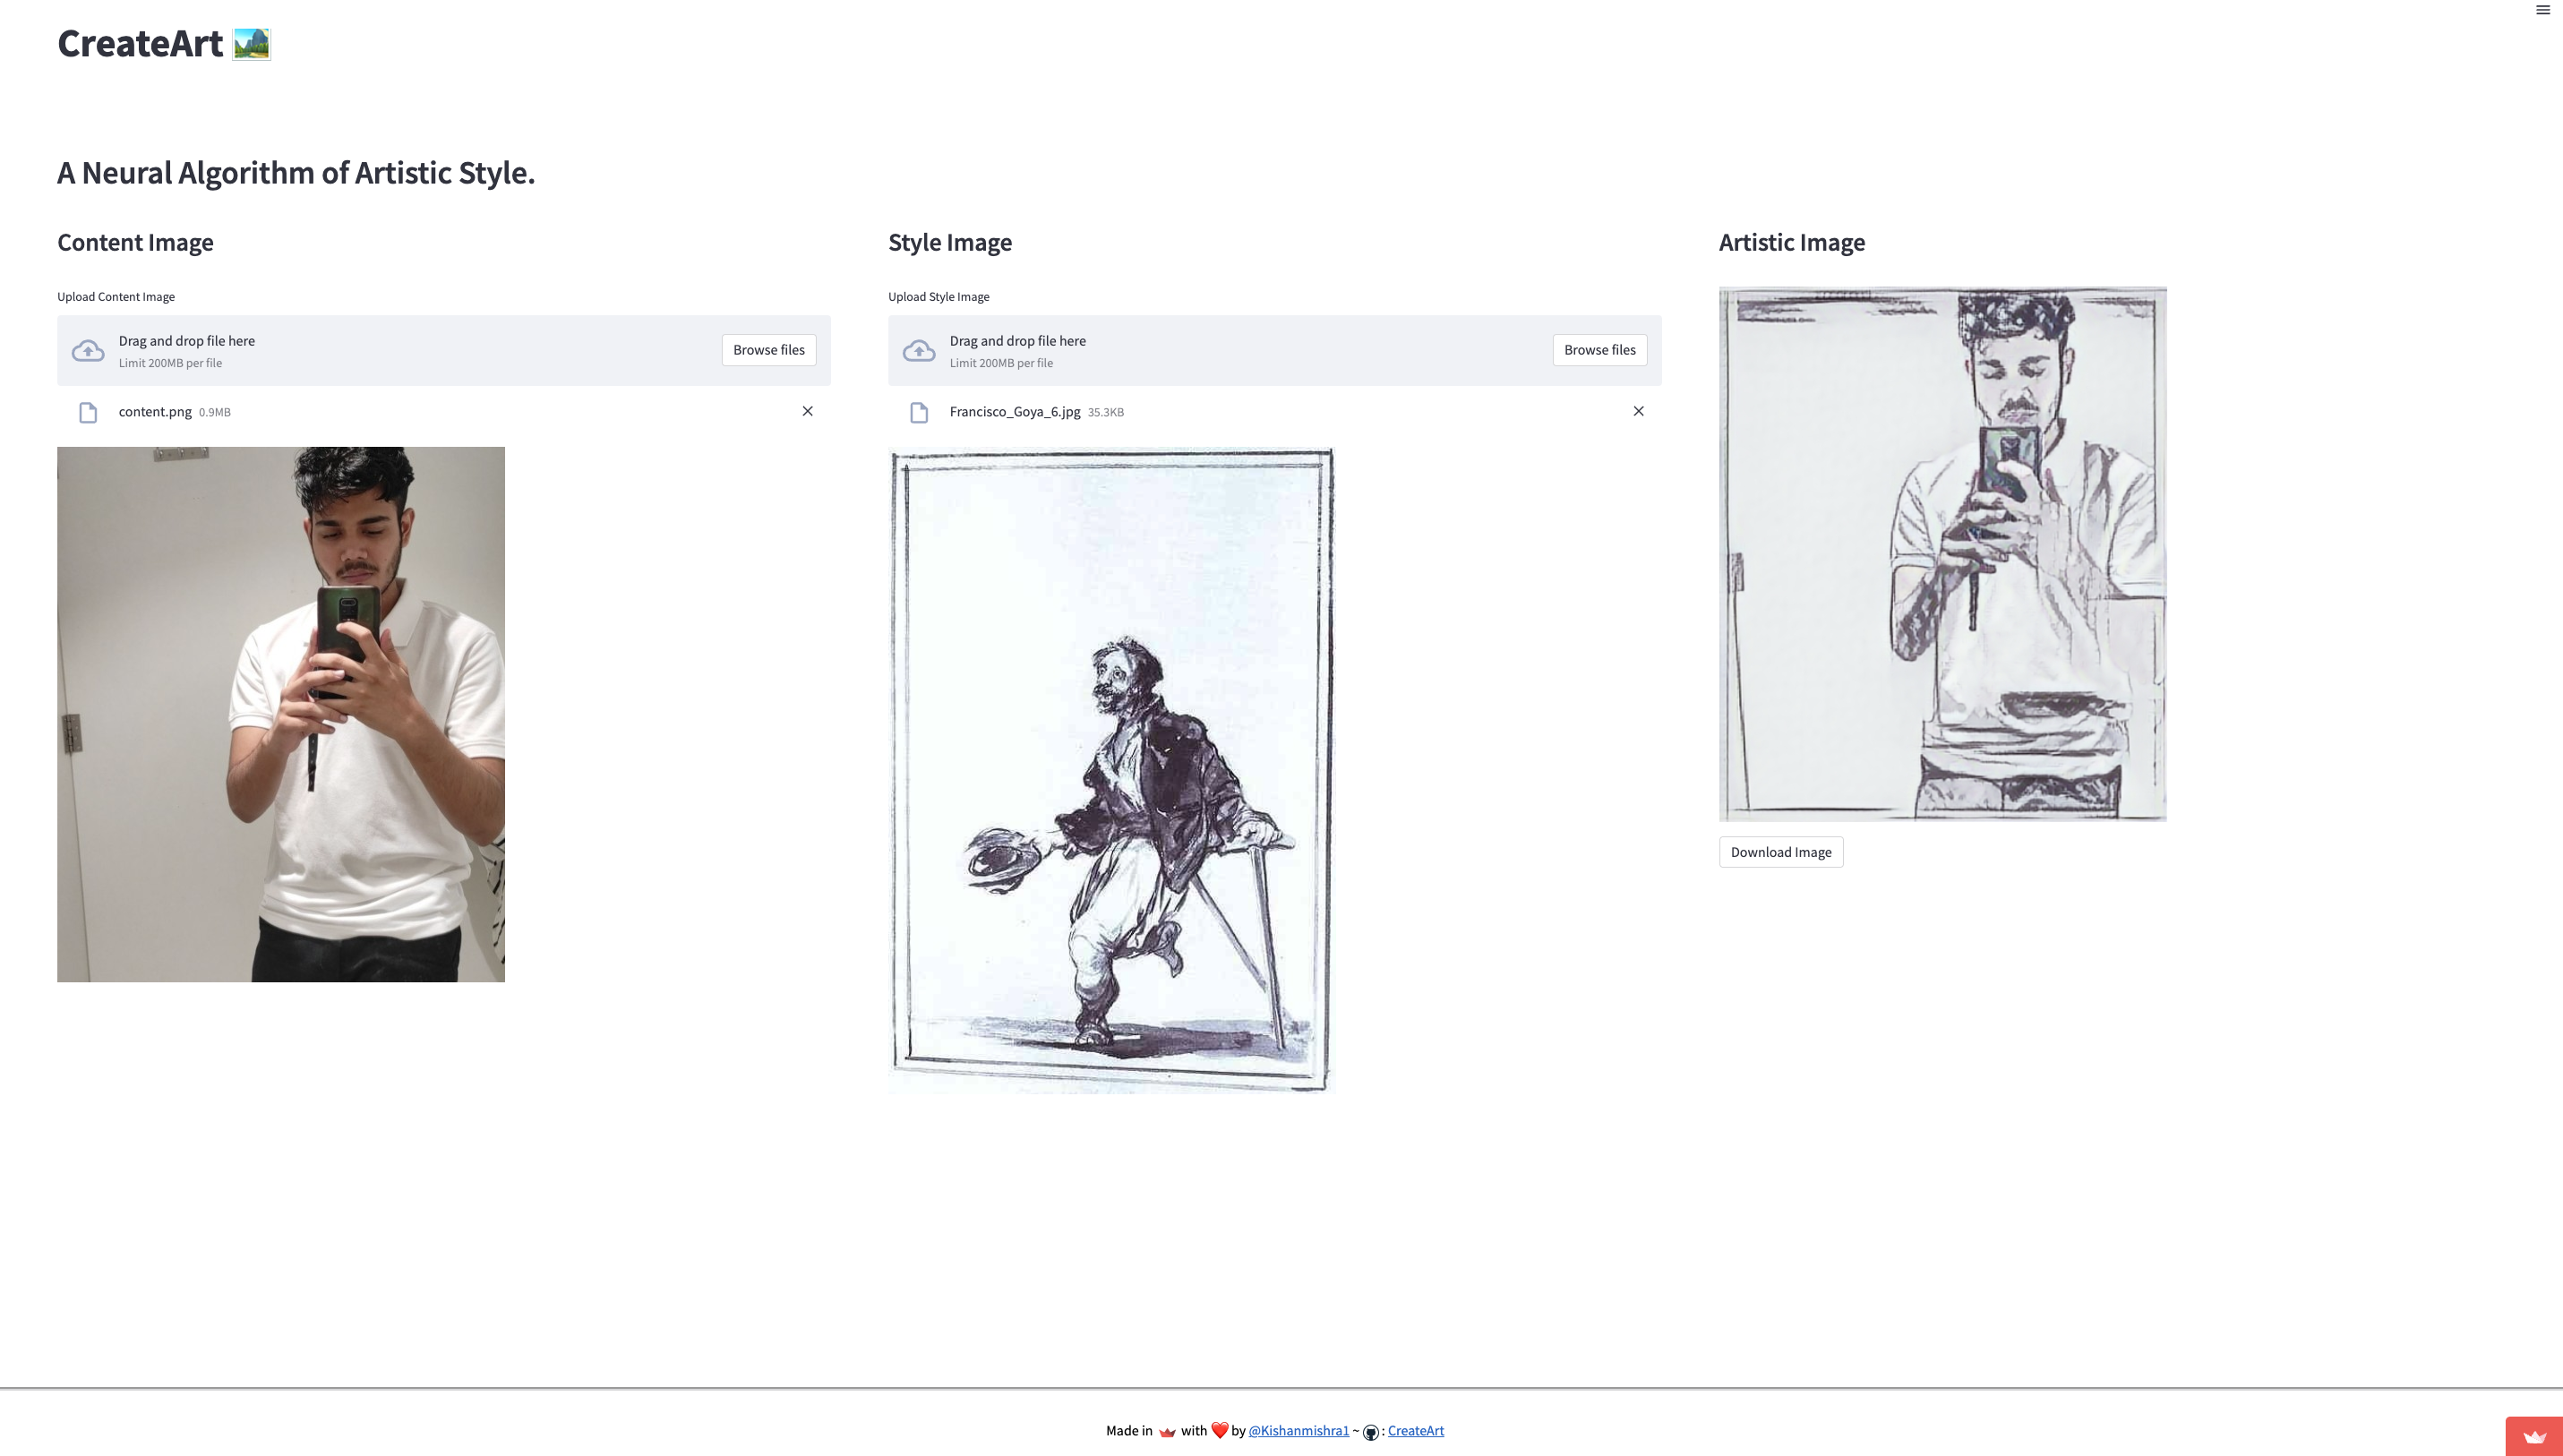 CreateArt
A Neural Algorithm of Artistic Style.
Content Image
Upload Content Image
Drag and drop file here
Limit 200MB per file
Browse files
content.png 0.9MB
Style Image
Upload Style Image
Drag and drop file here
Limit 200MB per file
Browse files
Francisco_Goya_6.jpg 35.3KB
Artistic Image
Download Image
Made in with by @Kishanmishra1 ~ : CreateArt